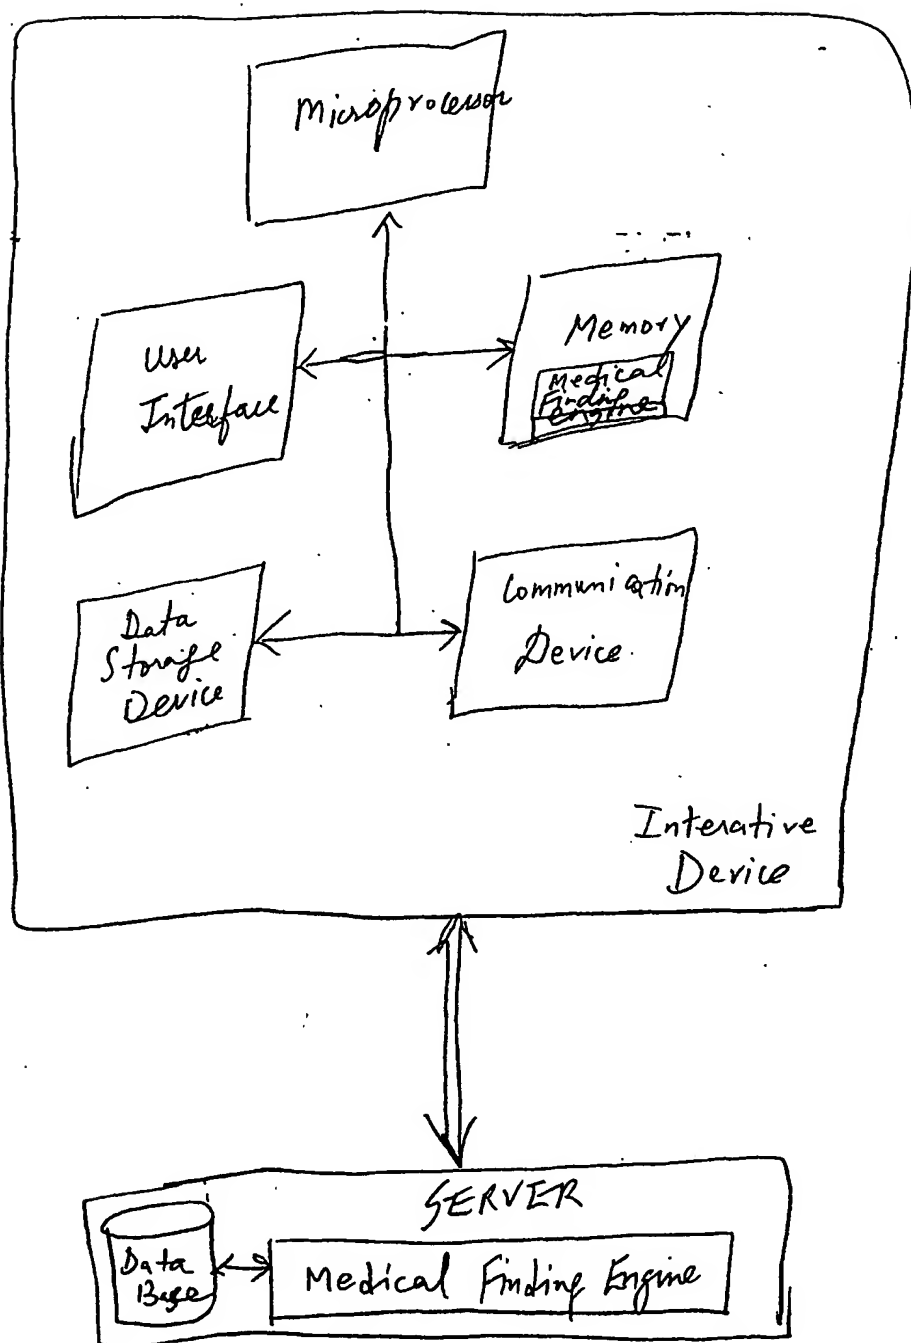 Microprocessor
User
Interface
Memory
Medical
Finding
Engine
Data
Storage
Device
Communication
Device
Interative
Device
SERVER
Data
Base
Medical Finding Engine